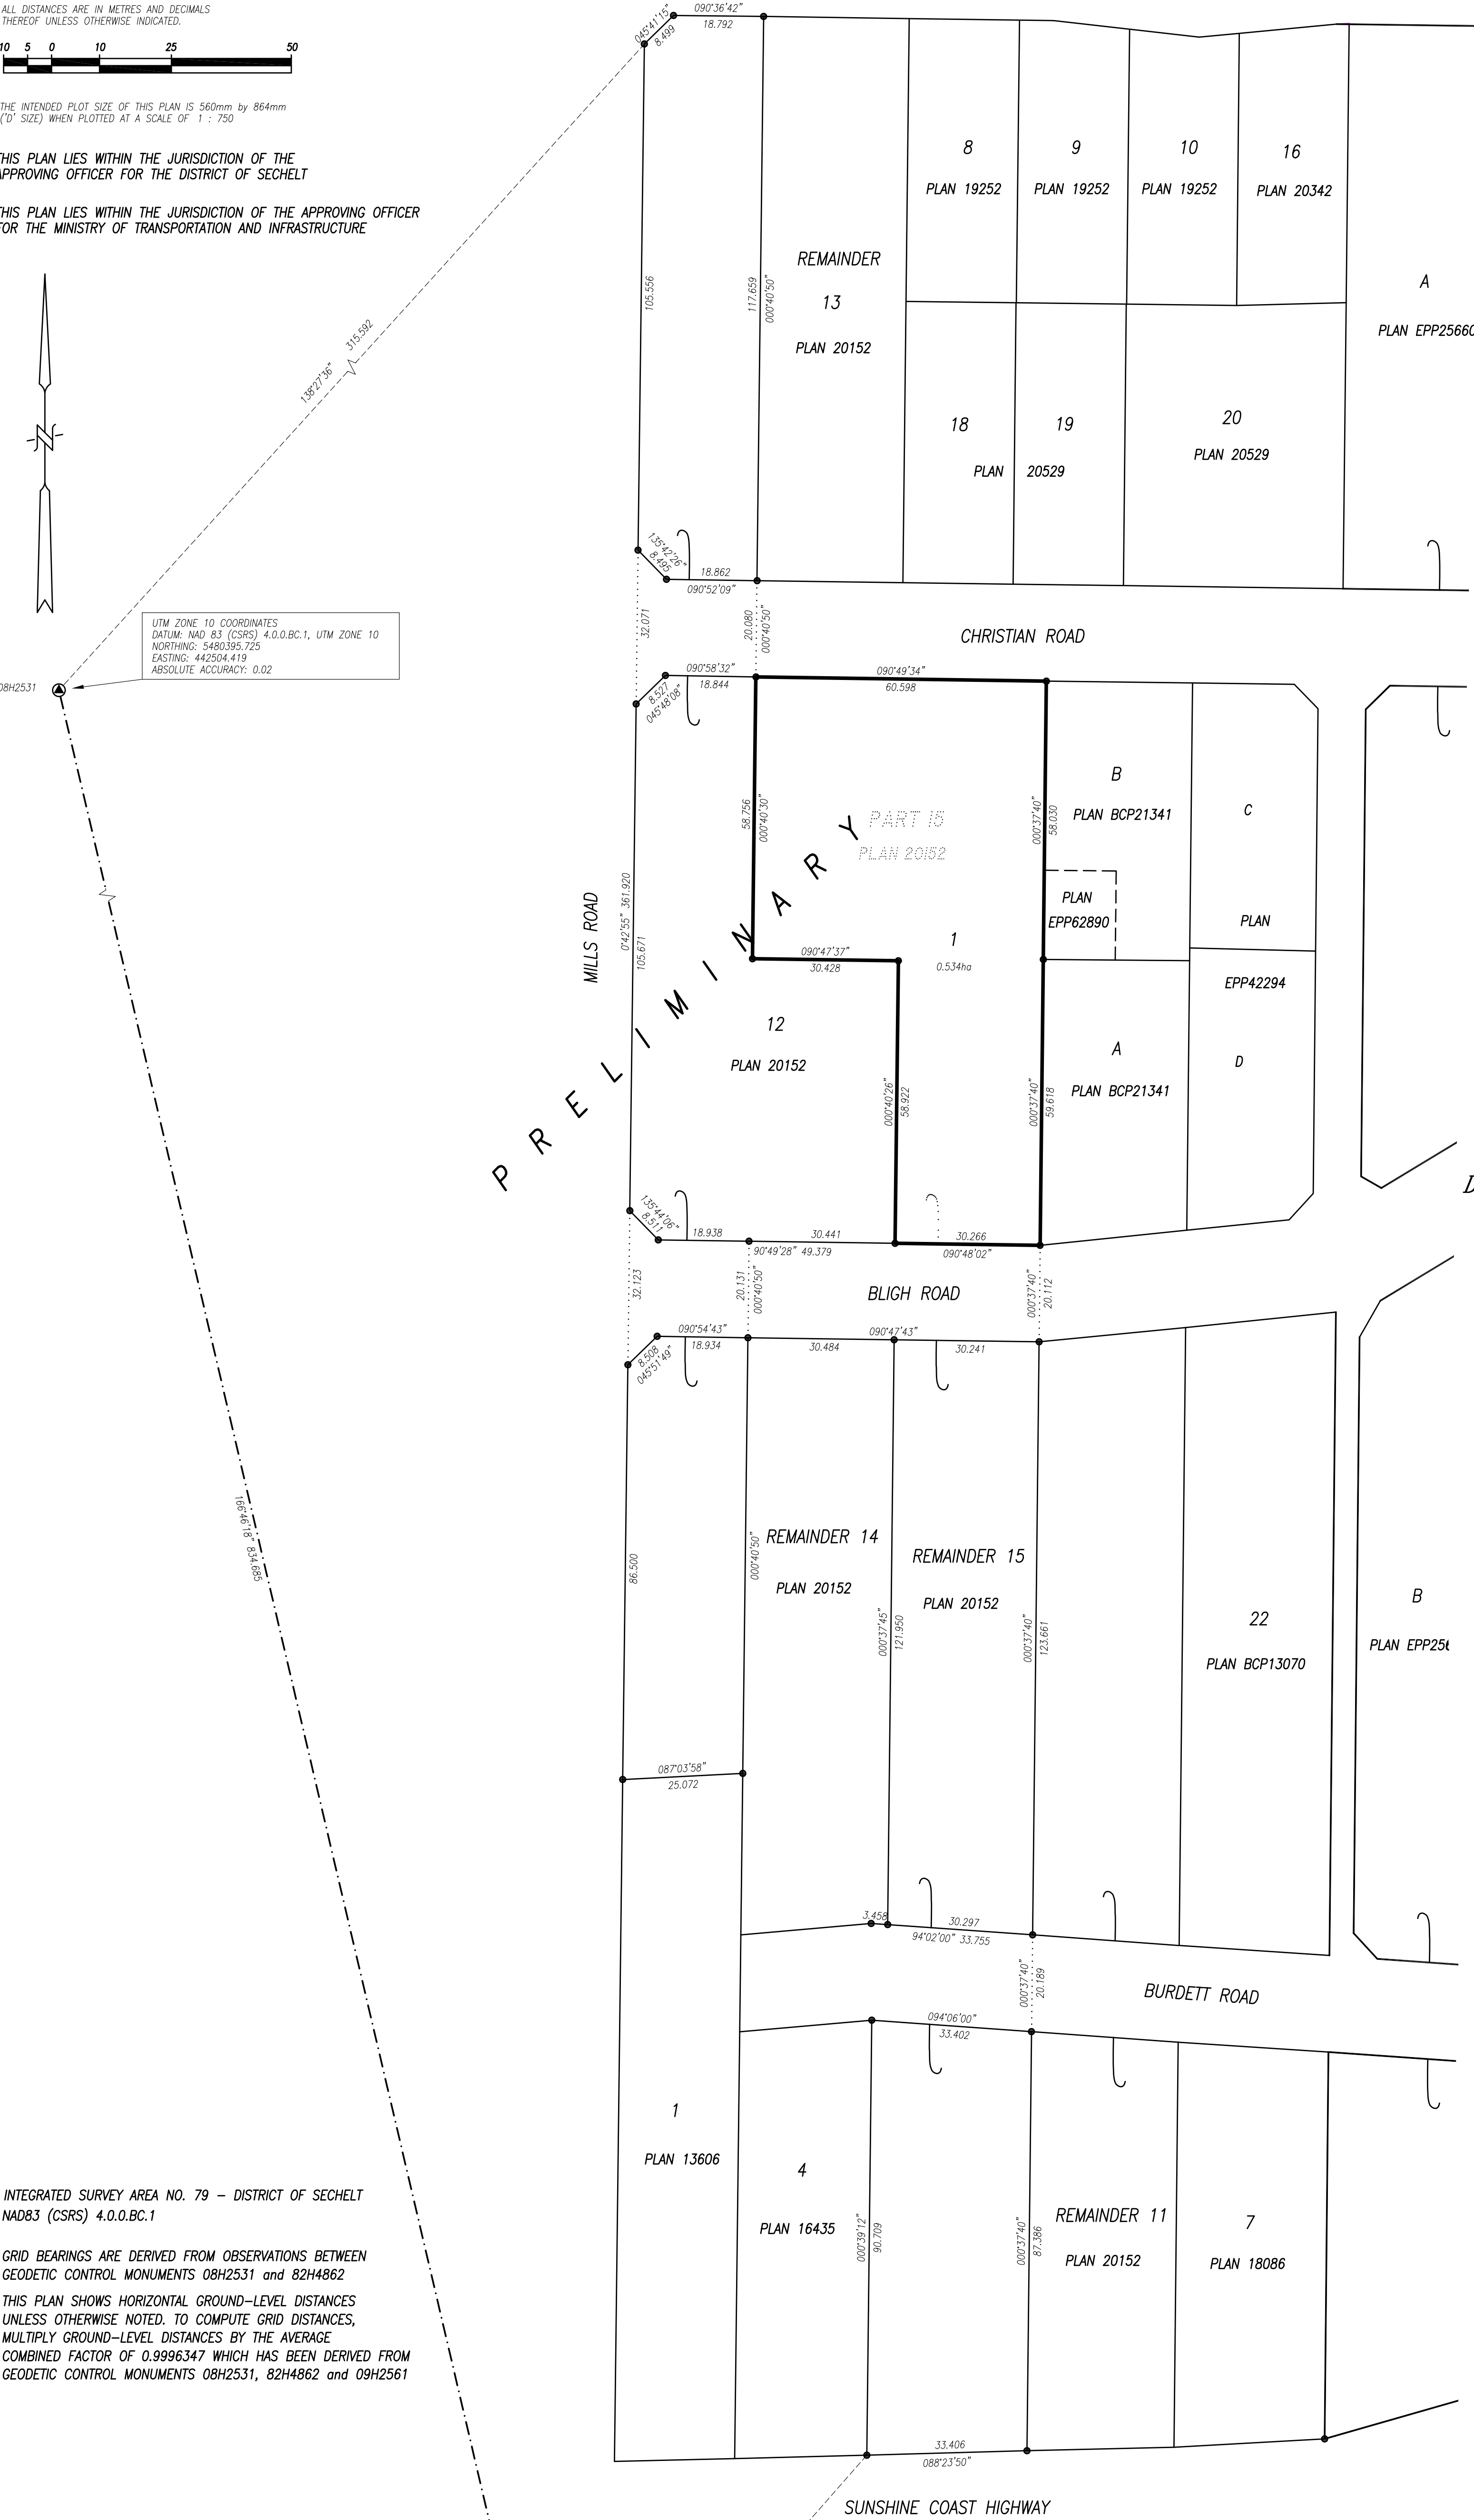 ALL DISTANCES ARE IN METRES AND DECIMALS
THEREOF UNLESS OTHERWISE INDICATED.
10 5 0 10 25 50
THE INTENDED PLOT SIZE OF THIS PLAN IS 560mm by 864mm
('D' SIZE) WHEN PLOTTED AT A SCALE OF 1 : 750
THIS PLAN LIES WITHIN THE JURISDICTION OF THE
APPROVING OFFICER FOR THE DISTRICT OF SECHELT
THIS PLAN LIES WITHIN THE JURISDICTION OF THE APPROVING OFFICER
FOR THE MINISTRY OF TRANSPORTATION AND INFRASTRUCTURE
N
138°27'36" 315.592
UTM ZONE 10 COORDINATES
DATUM: NAD 83 (CSRS) 4.0.0.BC.1, UTM ZONE 10
NORTHING: 5480395.725
EASTING: 442504.419
ABSOLUTE ACCURACY: 0.02
08H2531
166°46'18" 834.685
045°41'15"
8.499
090°36'42"
18.792
105.556
117.659
000°40'50"
REMAINDER
13
PLAN 20152
8
PLAN 19252
9
PLAN 19252
10
PLAN 19252
16
PLAN 20342
A
PLAN EPP25660
18
19
PLAN 20529
20
PLAN 20529
135°42'26"
8.495
18.862
090°52'09"
32.071
20.080
000°40'50"
CHRISTIAN ROAD
090°58'32"
18.844
8.527
045°48'08"
090°49'34"
60.598
58.756
000°40'30"
PART 15
PLAN 20152
000°37'40"
58.030
B
PLAN BCP21341
C
PLAN
EPP62890
PLAN
EPP42294
D
MILLS ROAD
0°42'55" 361.920
105.671
PRELIMINARY
090°47'37"
30.428
1
0.534ha
12
PLAN 20152
000°40'26"
58.922
000°37'40"
59.618
A
PLAN BCP21341
D
135°44'06"
8.511
18.938
30.441
90°49'28" 49.379
30.266
090°48'02"
32.123
20.131
000°40'50"
BLIGH ROAD
000°37'40"
20.112
090°54'43"
18.934
8.508
045°51'49"
090°47'43"
30.484
30.241
86.500
000°40'50"
REMAINDER 14
PLAN 20152
REMAINDER 15
PLAN 20152
000°37'45"
121.950
000°37'40"
123.661
22
PLAN BCP13070
B
PLAN EPP256
087°03'58"
25.072
3.458
30.297
94°02'00" 33.755
000°37'40"
20.189
BURDETT ROAD
094°06'00"
33.402
1
PLAN 13606
4
PLAN 16435
000°39'12"
90.709
000°37'40"
87.386
REMAINDER 11
PLAN 20152
7
PLAN 18086
INTEGRATED SURVEY AREA NO. 79 – DISTRICT OF SECHELT
NAD83 (CSRS) 4.0.0.BC.1
GRID BEARINGS ARE DERIVED FROM OBSERVATIONS BETWEEN
GEODETIC CONTROL MONUMENTS 08H2531 and 82H4862
THIS PLAN SHOWS HORIZONTAL GROUND–LEVEL DISTANCES
UNLESS OTHERWISE NOTED. TO COMPUTE GRID DISTANCES,
MULTIPLY GROUND–LEVEL DISTANCES BY THE AVERAGE
COMBINED FACTOR OF 0.9996347 WHICH HAS BEEN DERIVED FROM
GEODETIC CONTROL MONUMENTS 08H2531, 82H4862 and 09H2561
33.406
088°23'50"
SUNSHINE COAST HIGHWAY